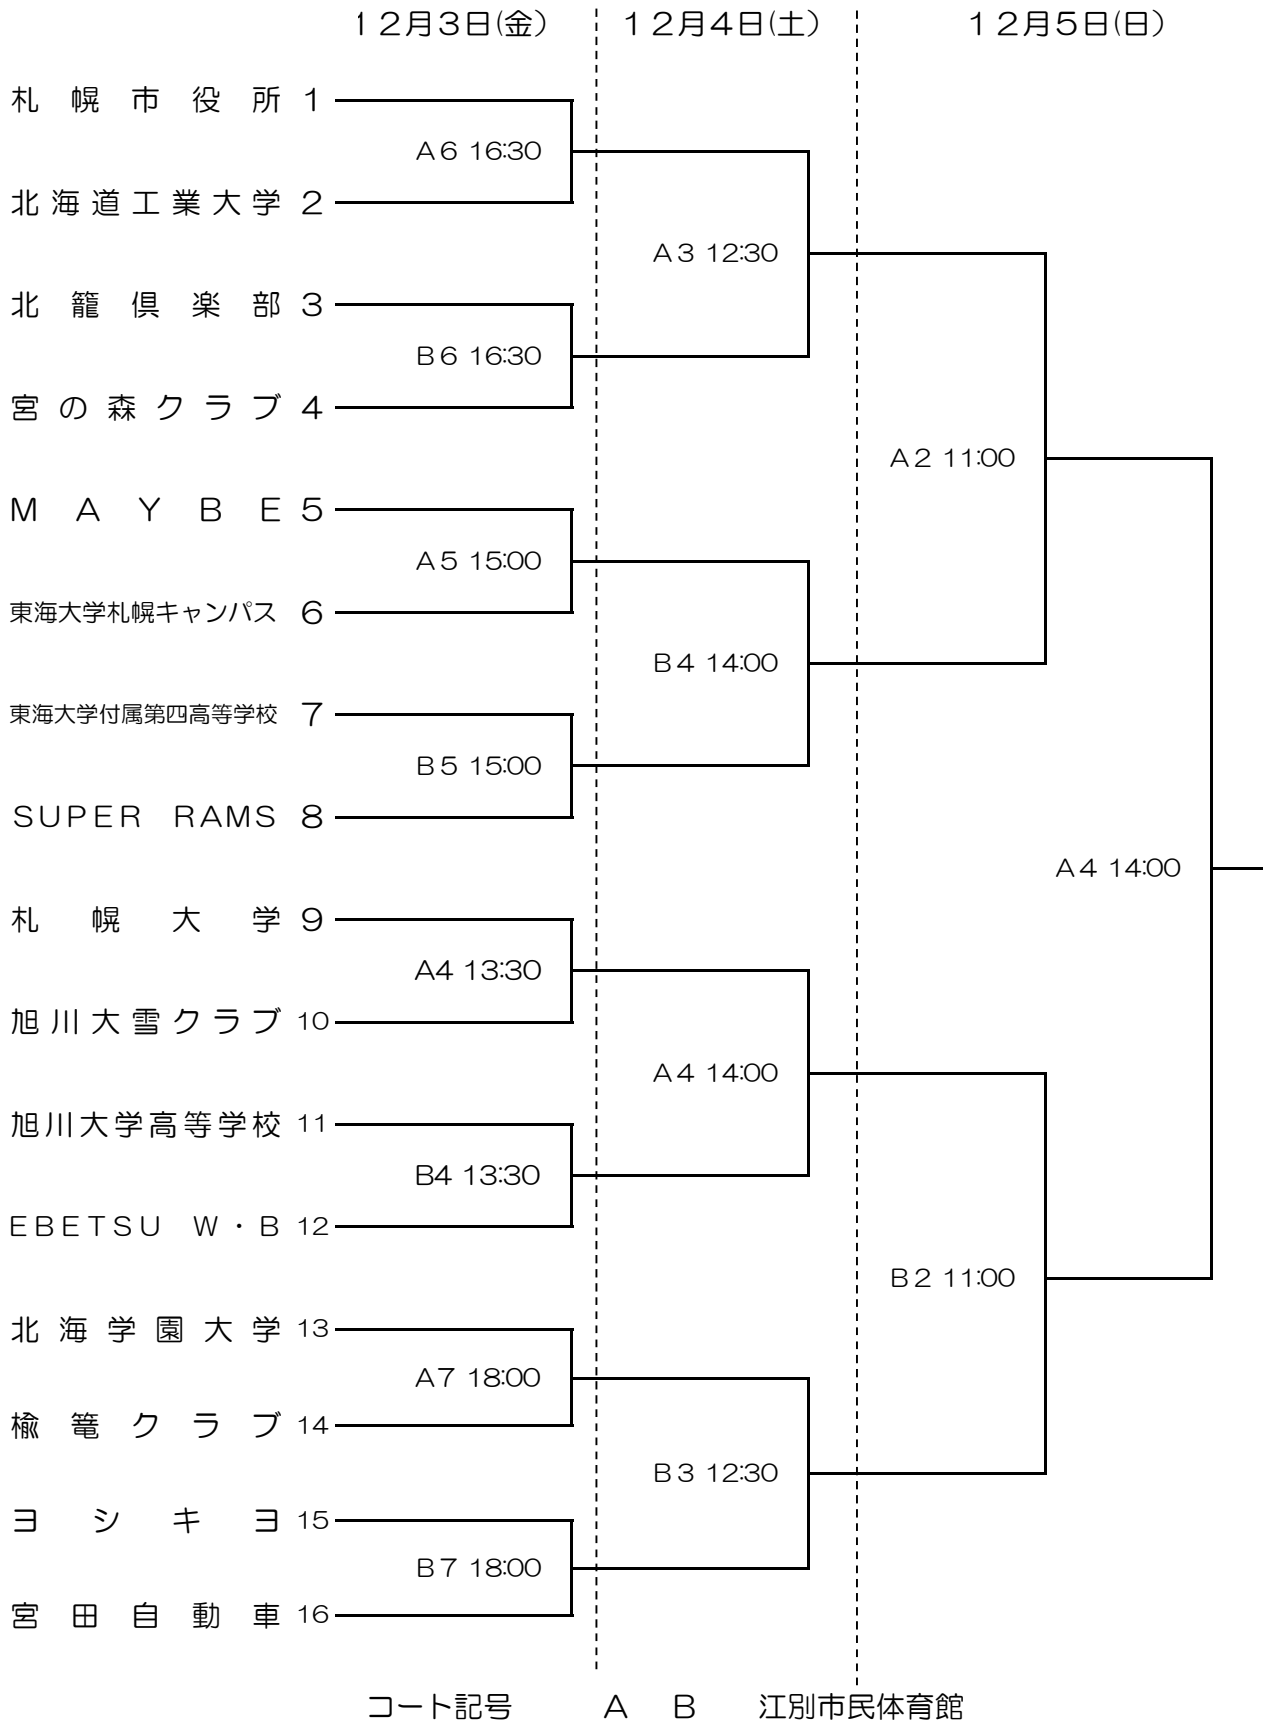 12月3日(金) 12月4日(土) 12月5日(日)
札幌市役所 1
A6 16:30
北海道工業大学 2
A3 12:30
北籠倶楽部 3
B6 16:30
宮の森クラブ 4
A2 11:00
MAYBE 5
A5 15:00
東海大学札幌キャンパス 6
B4 14:00
東海大学付属第四高等学校 7
B5 15:00
SUPER RAMS 8
A4 14:00
札幌大学 9
A4 13:30
旭川大雪クラブ 10
A4 14:00
旭川大学高等学校 11
B4 13:30
EBETSU W・B 12
B2 11:00
北海学園大学 13
A7 18:00
楡篭クラブ 14
B3 12:30
ヨシキヨ 15
B7 18:00
宮田自動車 16
コート記号 A B 江別市民体育館